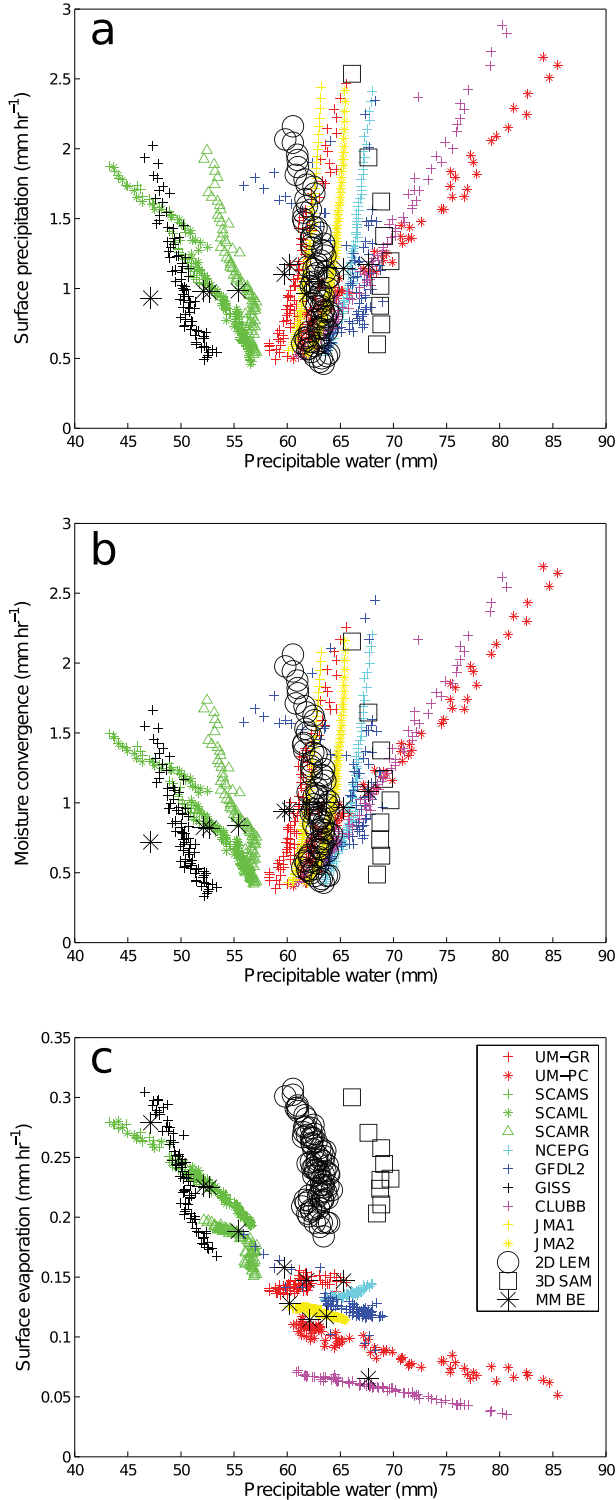 a
3
2.5
2
1.5
1
0.5
0
Surface precipitation (mm hr⁻¹)
40 45 50 55 60 65 70 75 80 85 90
Precipitable water (mm)
b
3
2.5
2
1.5
1
0.5
0
Moisture convergence (mm hr⁻¹)
40 45 50 55 60 65 70 75 80 85 90
Precipitable water (mm)
c
0.35
0.3
0.25
0.2
0.15
0.1
0.05
0
Surface evaporation (mm hr⁻¹)
UM−GR
UM−PC
SCAMS
SCAML
SCAMR
NCEPG
GFDL2
GISS
CLUBB
JMA1
JMA2
2D LEM
3D SAM
MM BE
40 45 50 55 60 65 70 75 80 85 90
Precipitable water (mm)